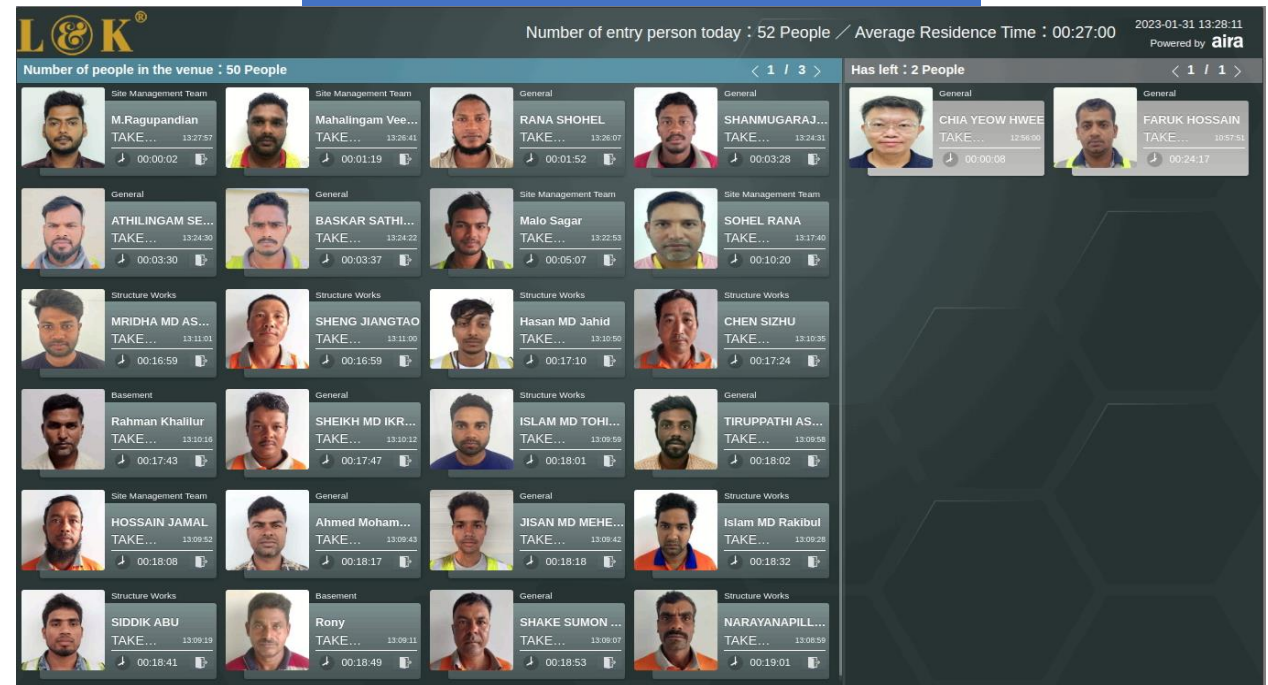 L & K®
Number of entry person today：52 People ／ Average Residence Time：00:27:00
2023-01-31 13:28:11
Powered by aira
Number of people in the venue：50 People
< 1 / 3 >
Has left：2 People
< 1 / 1 >
Site Management Team
M.Ragupandian
TAKE... 13:27:57
00:00:02
Site Management Team
Mahalingam Vee...
TAKE... 13:26:41
00:01:19
General
RANA SHOHEL
TAKE... 13:26:07
00:01:52
General
SHANMUGARAJ...
TAKE... 13:24:31
00:03:28
General
CHIA YEOW HWEE
TAKE... 12:56:00
00:00:08
General
FARUK HOSSAIN
TAKE... 10:57:51
00:24:17
General
ATHILINGAM SE...
TAKE... 13:24:30
00:03:30
General
BASKAR SATHI...
TAKE... 13:24:22
00:03:37
Site Management Team
Malo Sagar
TAKE... 13:22:53
00:05:07
Site Management Team
SOHEL RANA
TAKE... 13:17:40
00:10:20
Structure Works
MRIDHA MD AS...
TAKE... 13:11:01
00:16:59
Structure Works
SHENG JIANGTAO
TAKE... 13:11:00
00:16:59
Structure Works
Hasan MD Jahid
TAKE... 13:10:50
00:17:10
Structure Works
CHEN SIZHU
TAKE... 13:10:35
00:17:24
Basement
Rahman Khalilur
TAKE... 13:10:16
00:17:43
General
SHEIKH MD IKR...
TAKE... 13:10:12
00:17:47
Structure Works
ISLAM MD TOHI...
TAKE... 13:09:59
00:18:01
General
TIRUPPATHI AS...
TAKE... 13:09:58
00:18:02
Site Management Team
HOSSAIN JAMAL
TAKE... 13:09:52
00:18:08
General
Ahmed Moham...
TAKE... 13:09:43
00:18:17
General
JISAN MD MEHE...
TAKE... 13:09:42
00:18:18
Structure Works
Islam MD Rakibul
TAKE... 13:09:28
00:18:32
Structure Works
SIDDIK ABU
TAKE... 13:09:19
00:18:41
Basement
Rony
TAKE... 13:09:11
00:18:49
General
SHAKE SUMON ...
TAKE... 13:09:07
00:18:53
Structure Works
NARAYANAPILL...
TAKE... 13:08:59
00:19:01